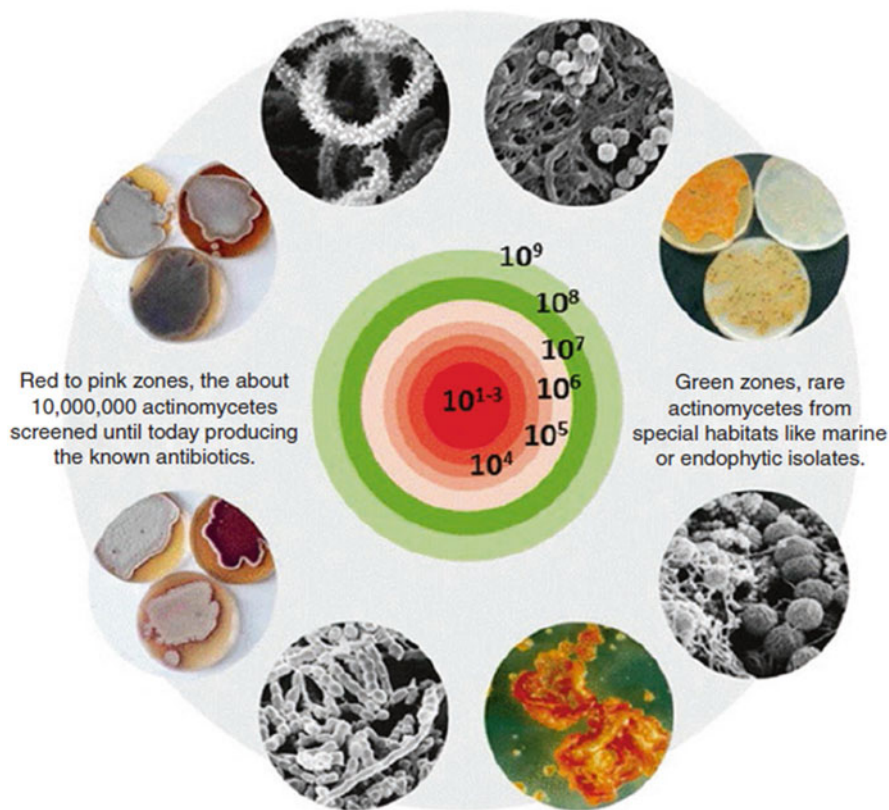 10⁹
10⁸
10⁷
10⁶
10¹⁻³
10⁵
10⁴
Red to pink zones, the about
10,000,000 actinomycetes
screened until today producing
the known antibiotics.
Green zones, rare
actinomycetes from
special habitats like marine
or endophytic isolates.